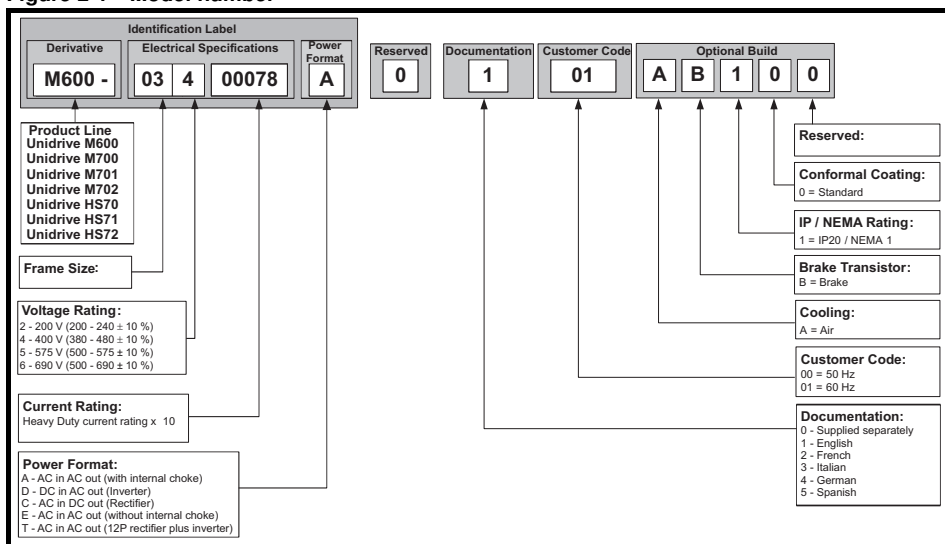 Figure 2-1 Model number
Identification Label
Derivative
Electrical Specifications
Power
Format
Reserved
Documentation
Customer Code
Optional Build
M600 -
03
4
00078
A
0
1
01
A
B
1
0
0
Product Line
Unidrive M600
Unidrive M700
Unidrive M701
Unidrive M702
Unidrive HS70
Unidrive HS71
Unidrive HS72
Frame Size:
Voltage Rating:
2 - 200 V (200 - 240 ± 10 %)
4 - 400 V (380 - 480 ± 10 %)
5 - 575 V (500 - 575 ± 10 %)
6 - 690 V (500 - 690 ± 10 %)
Current Rating:
Heavy Duty current rating x 10
Power Format:
A - AC in AC out (with internal choke)
D - DC in AC out (Inverter)
C - AC in DC out (Rectifier)
E - AC in AC out (without internal choke)
T - AC in AC out (12P rectifier plus inverter)
Reserved:
Conformal Coating:
0 = Standard
IP / NEMA Rating:
1 = IP20 / NEMA 1
Brake Transistor:
B = Brake
Cooling:
A = Air
Customer Code:
00 = 50 Hz
01 = 60 Hz
Documentation:
0 - Supplied separately
1 - English
2 - French
3 - Italian
4 - German
5 - Spanish